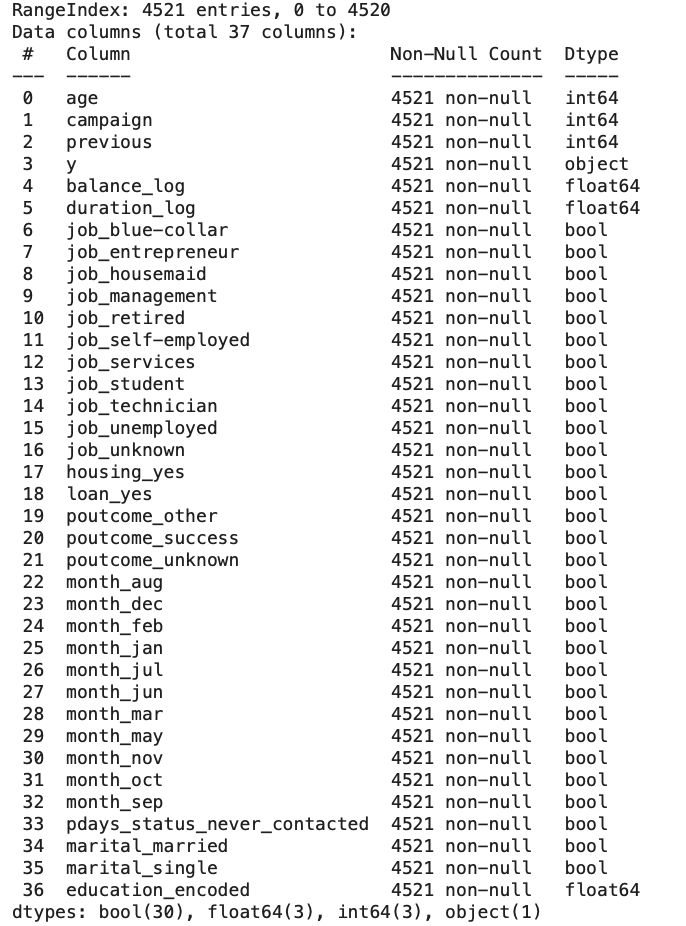 RangeIndex: 4521 entries, 0 to 4520
Data columns (total 37 columns):
 #   Column                       Non-Null Count  Dtype
---  ------                       --------------  -----
 0   age                          4521 non-null   int64
 1   campaign                     4521 non-null   int64
 2   previous                     4521 non-null   int64
 3   y                            4521 non-null   object
 4   balance_log                  4521 non-null   float64
 5   duration_log                 4521 non-null   float64
 6   job_blue-collar              4521 non-null   bool
 7   job_entrepreneur             4521 non-null   bool
 8   job_housemaid                4521 non-null   bool
 9   job_management               4521 non-null   bool
 10  job_retired                  4521 non-null   bool
 11  job_self-employed            4521 non-null   bool
 12  job_services                 4521 non-null   bool
 13  job_student                  4521 non-null   bool
 14  job_technician               4521 non-null   bool
 15  job_unemployed               4521 non-null   bool
 16  job_unknown                  4521 non-null   bool
 17  housing_yes                  4521 non-null   bool
 18  loan_yes                     4521 non-null   bool
 19  poutcome_other               4521 non-null   bool
 20  poutcome_success             4521 non-null   bool
 21  poutcome_unknown             4521 non-null   bool
 22  month_aug                    4521 non-null   bool
 23  month_dec                    4521 non-null   bool
 24  month_feb                    4521 non-null   bool
 25  month_jan                    4521 non-null   bool
 26  month_jul                    4521 non-null   bool
 27  month_jun                    4521 non-null   bool
 28  month_mar                    4521 non-null   bool
 29  month_may                    4521 non-null   bool
 30  month_nov                    4521 non-null   bool
 31  month_oct                    4521 non-null   bool
 32  month_sep                    4521 non-null   bool
 33  pdays_status_never_contacted 4521 non-null   bool
 34  marital_married              4521 non-null   bool
 35  marital_single               4521 non-null   bool
 36  education_encoded            4521 non-null   float64
dtypes: bool(30), float64(3), int64(3), object(1)